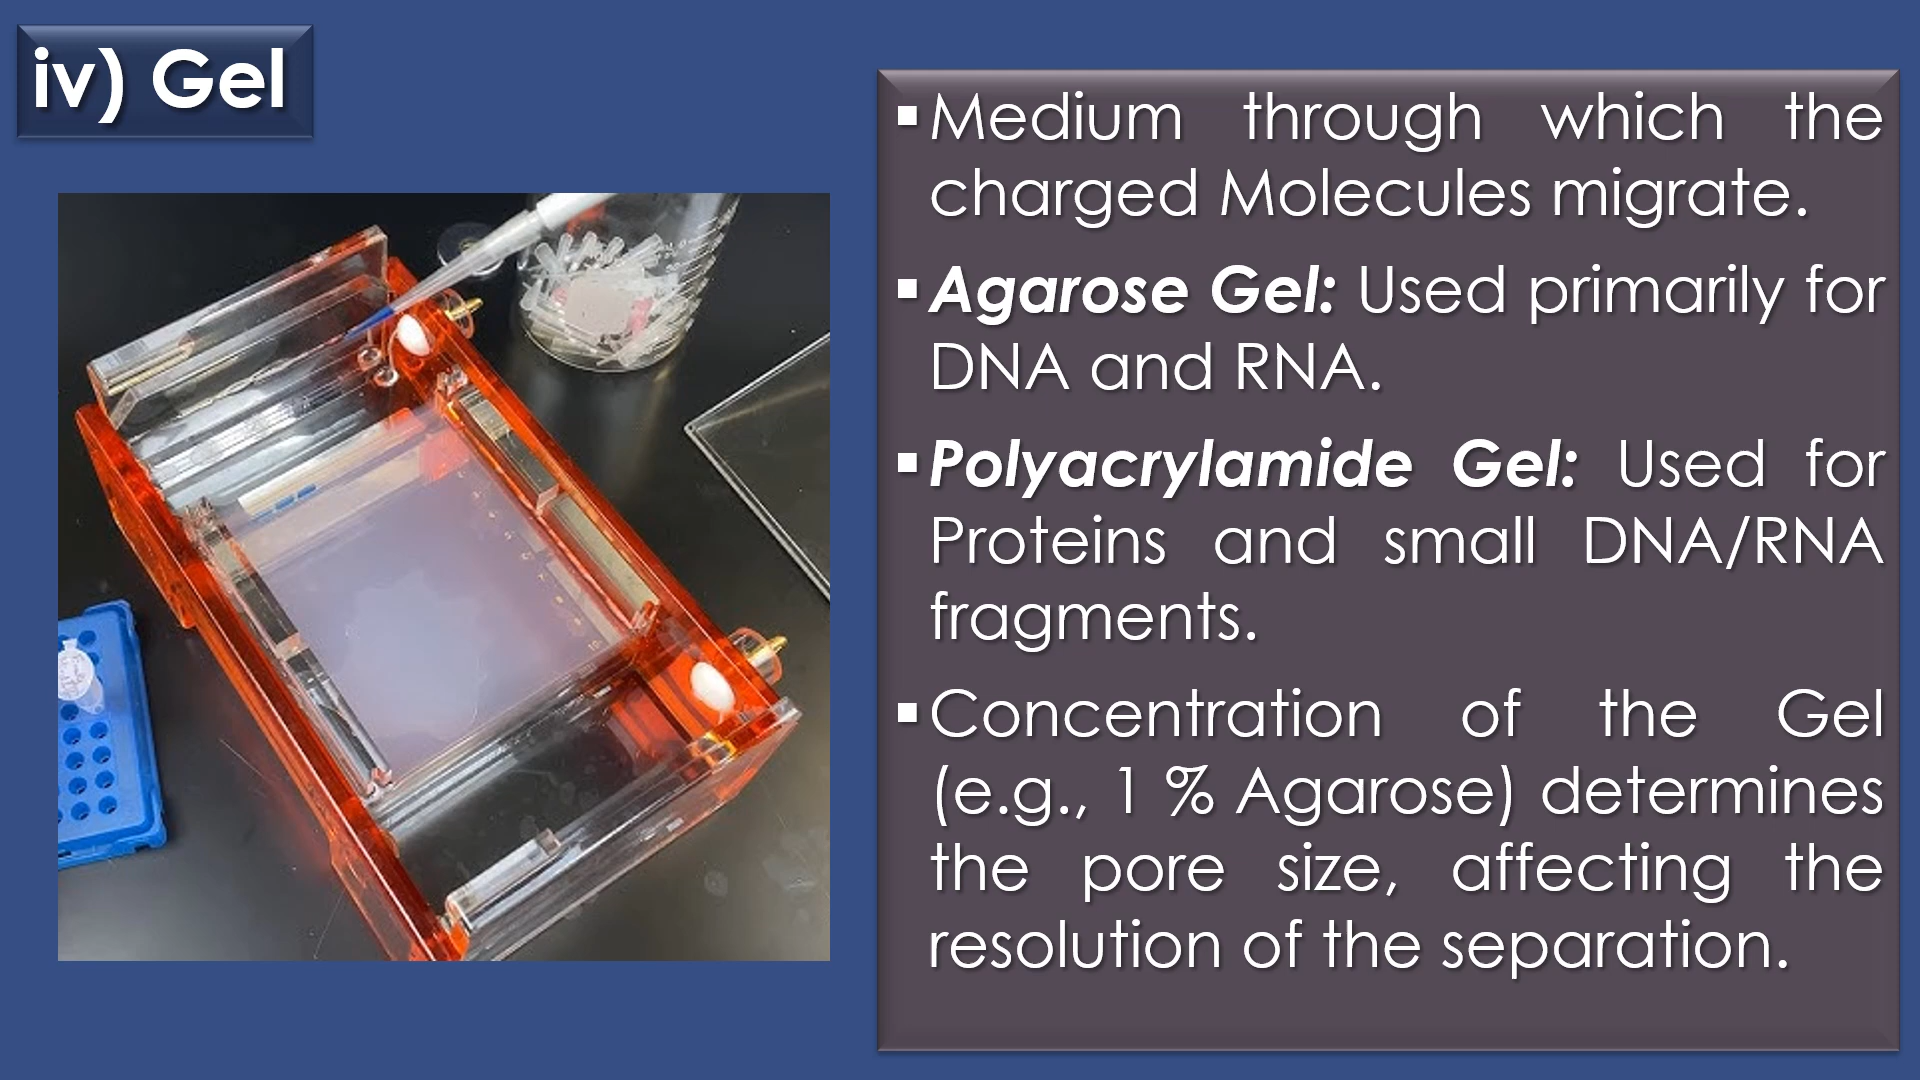 iv) Gel
▪ Medium through which the
charged Molecules migrate.
▪ Agarose Gel: Used primarily for
DNA and RNA.
▪ Polyacrylamide Gel: Used for
Proteins and small DNA/RNA
fragments.
▪ Concentration of the Gel
(e.g., 1 % Agarose) determines
the pore size, affecting the
resolution of the separation.